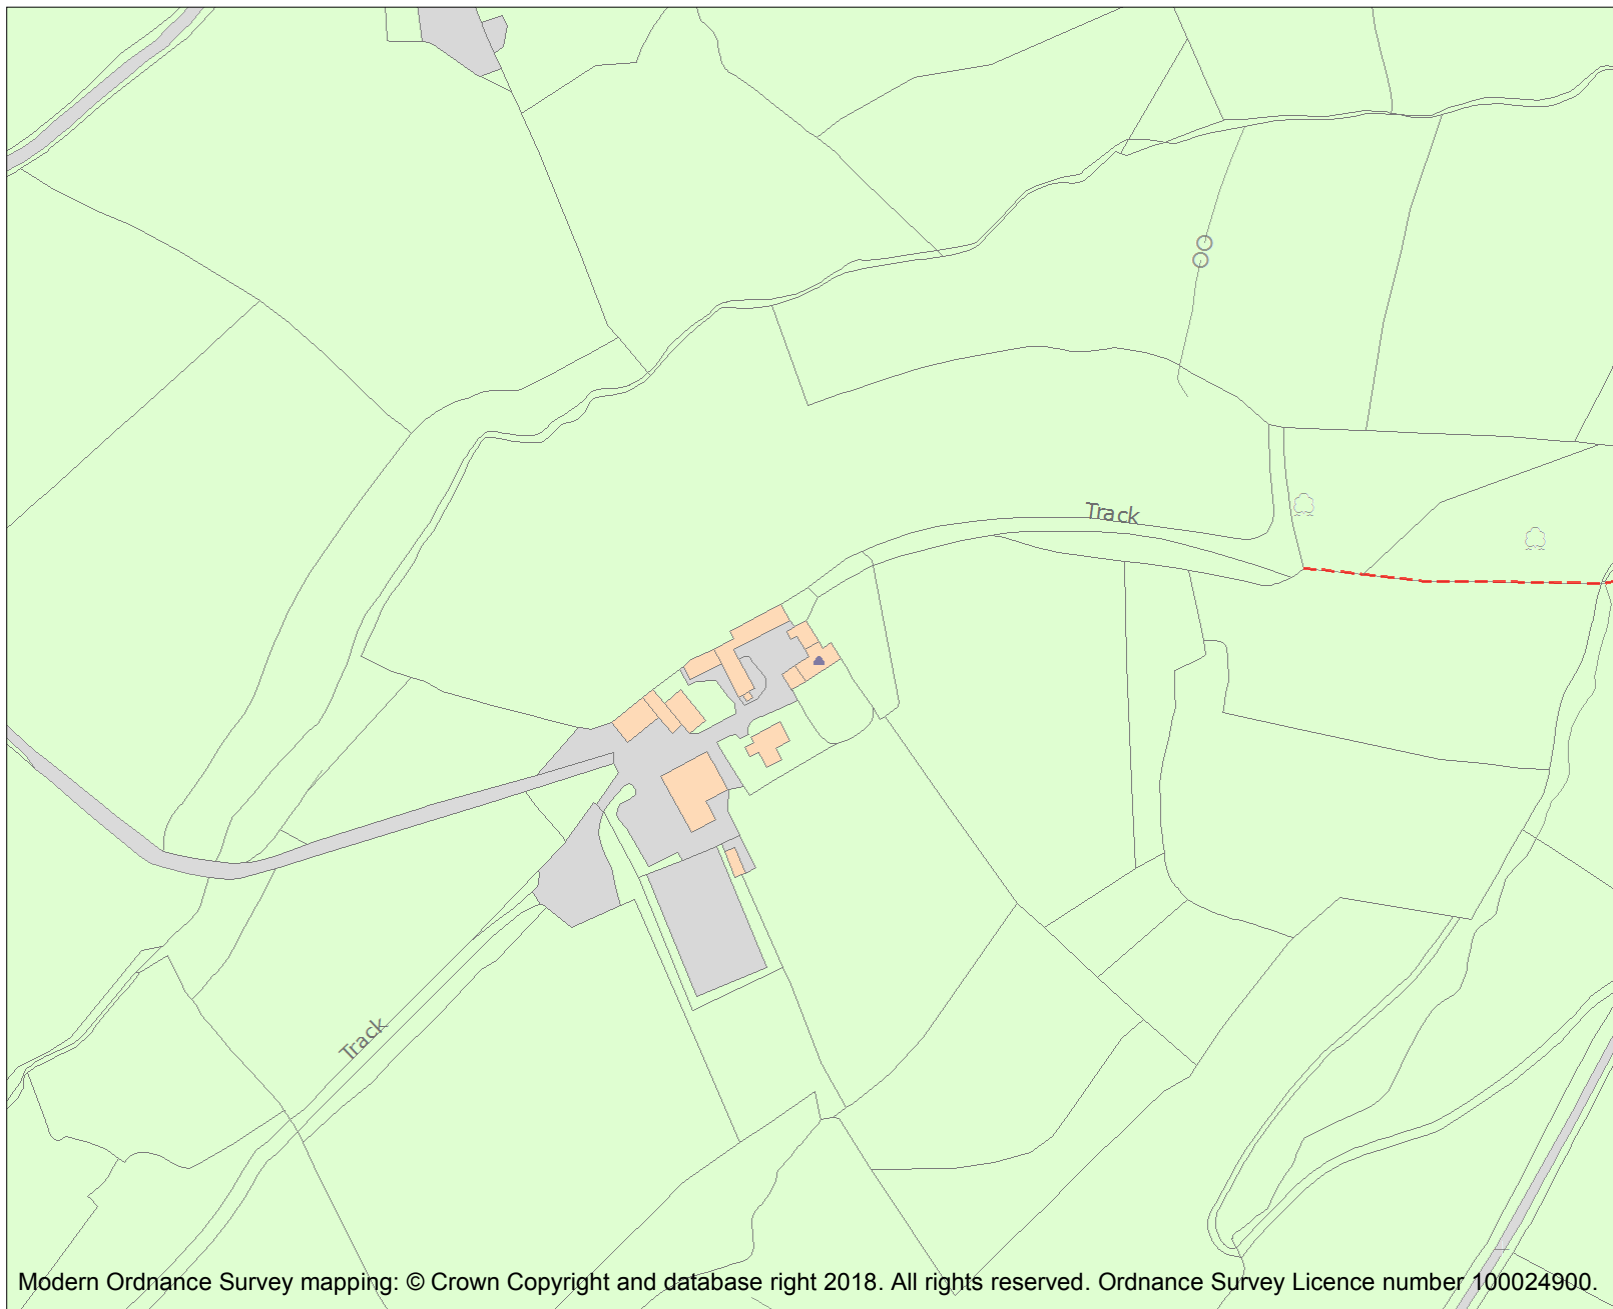 Track
Track
Modern Ordnance Survey mapping: © Crown Copyright and database right 2018. All rights reserved. Ordnance Survey Licence number 100024900.